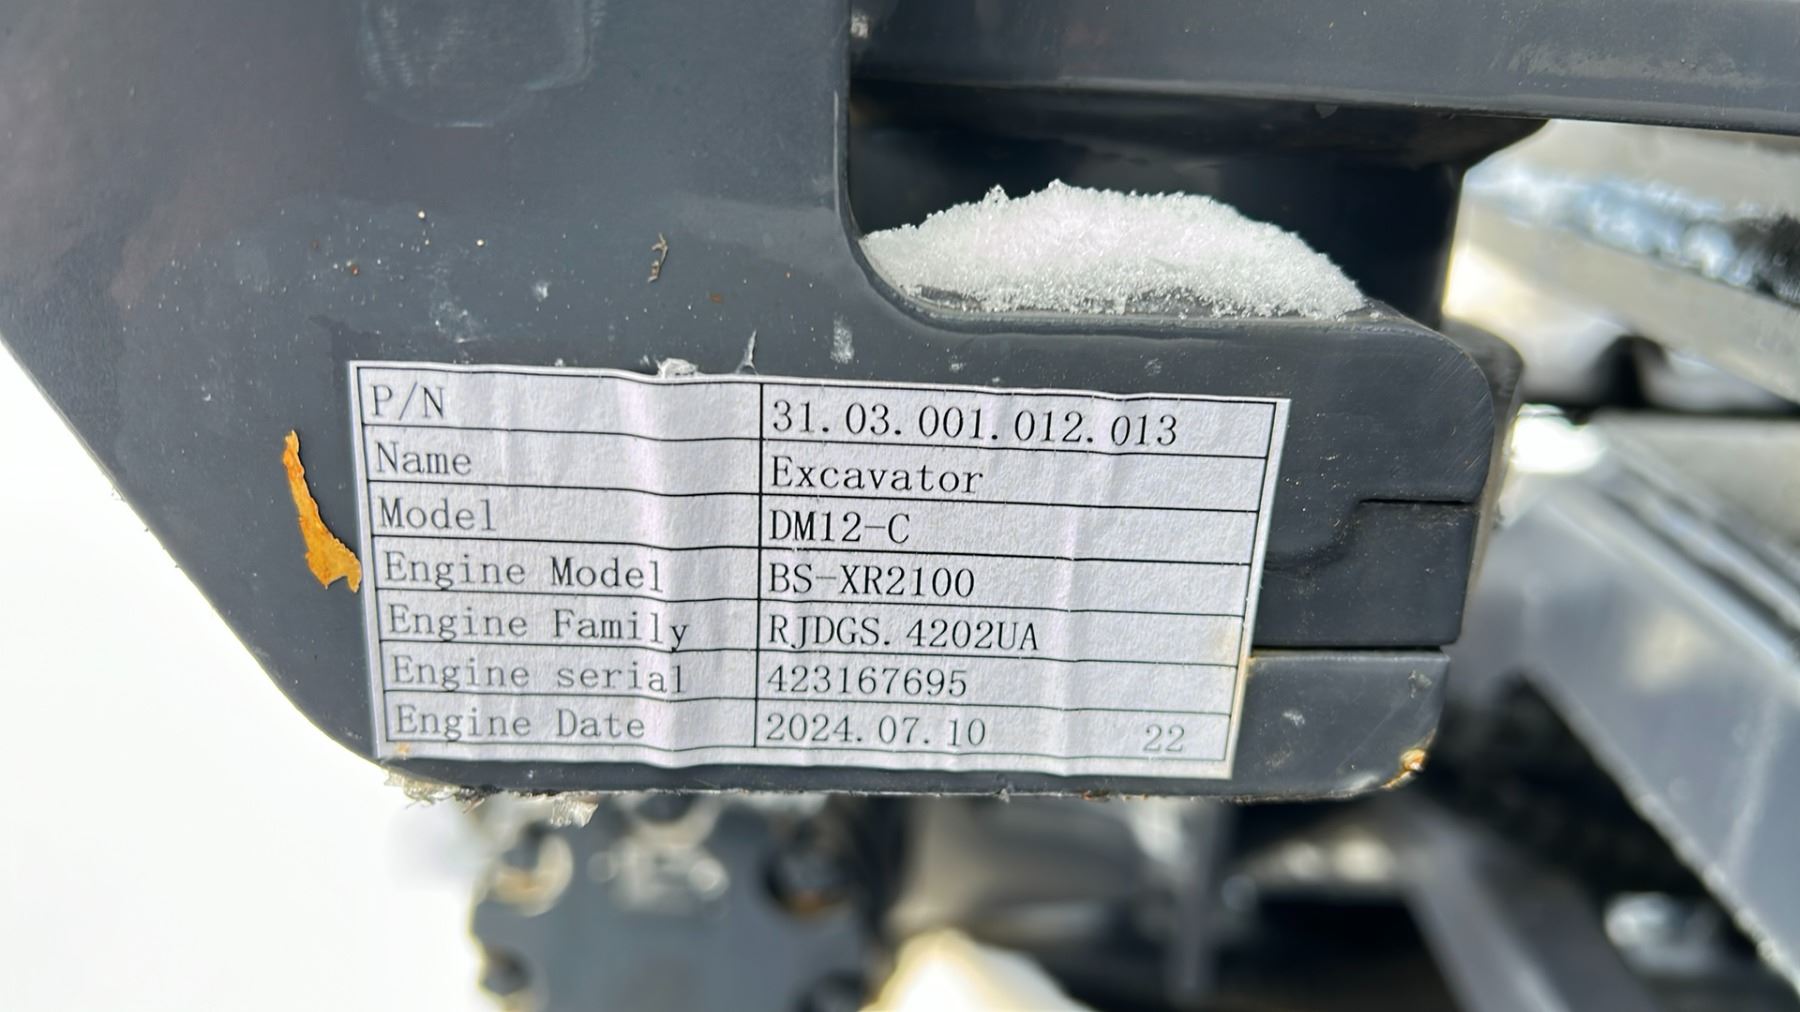 P/N 31.03.001.012.013
Name Excavator
Model DM12-C
Engine Model BS-XR2100
Engine Family RJDGS.4202UA
Engine serial 423167695
Engine Date 2024.07.10 22